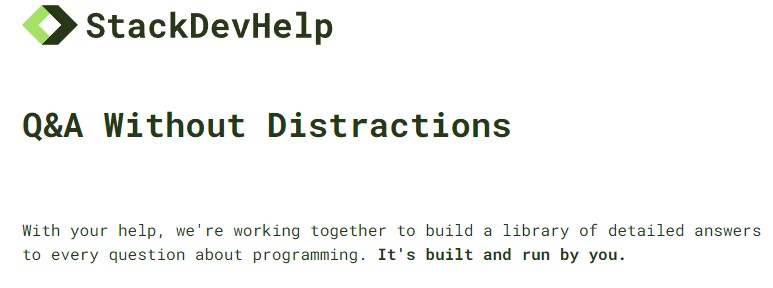 StackDevHelp
Q&A Without Distractions
With your help, we're working together to build a library of detailed answers
to every question about programming. It's built and run by you.